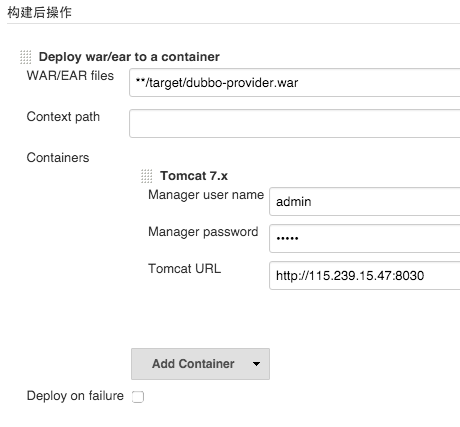 构建后操作
Deploy war/ear to a container
WAR/EAR files
**/target/dubbo-provider.war
Context path
Containers
Tomcat 7.x
Manager user name
admin
Manager password
•••••
Tomcat URL
http://115.239.15.47:8030
Add Container
Deploy on failure